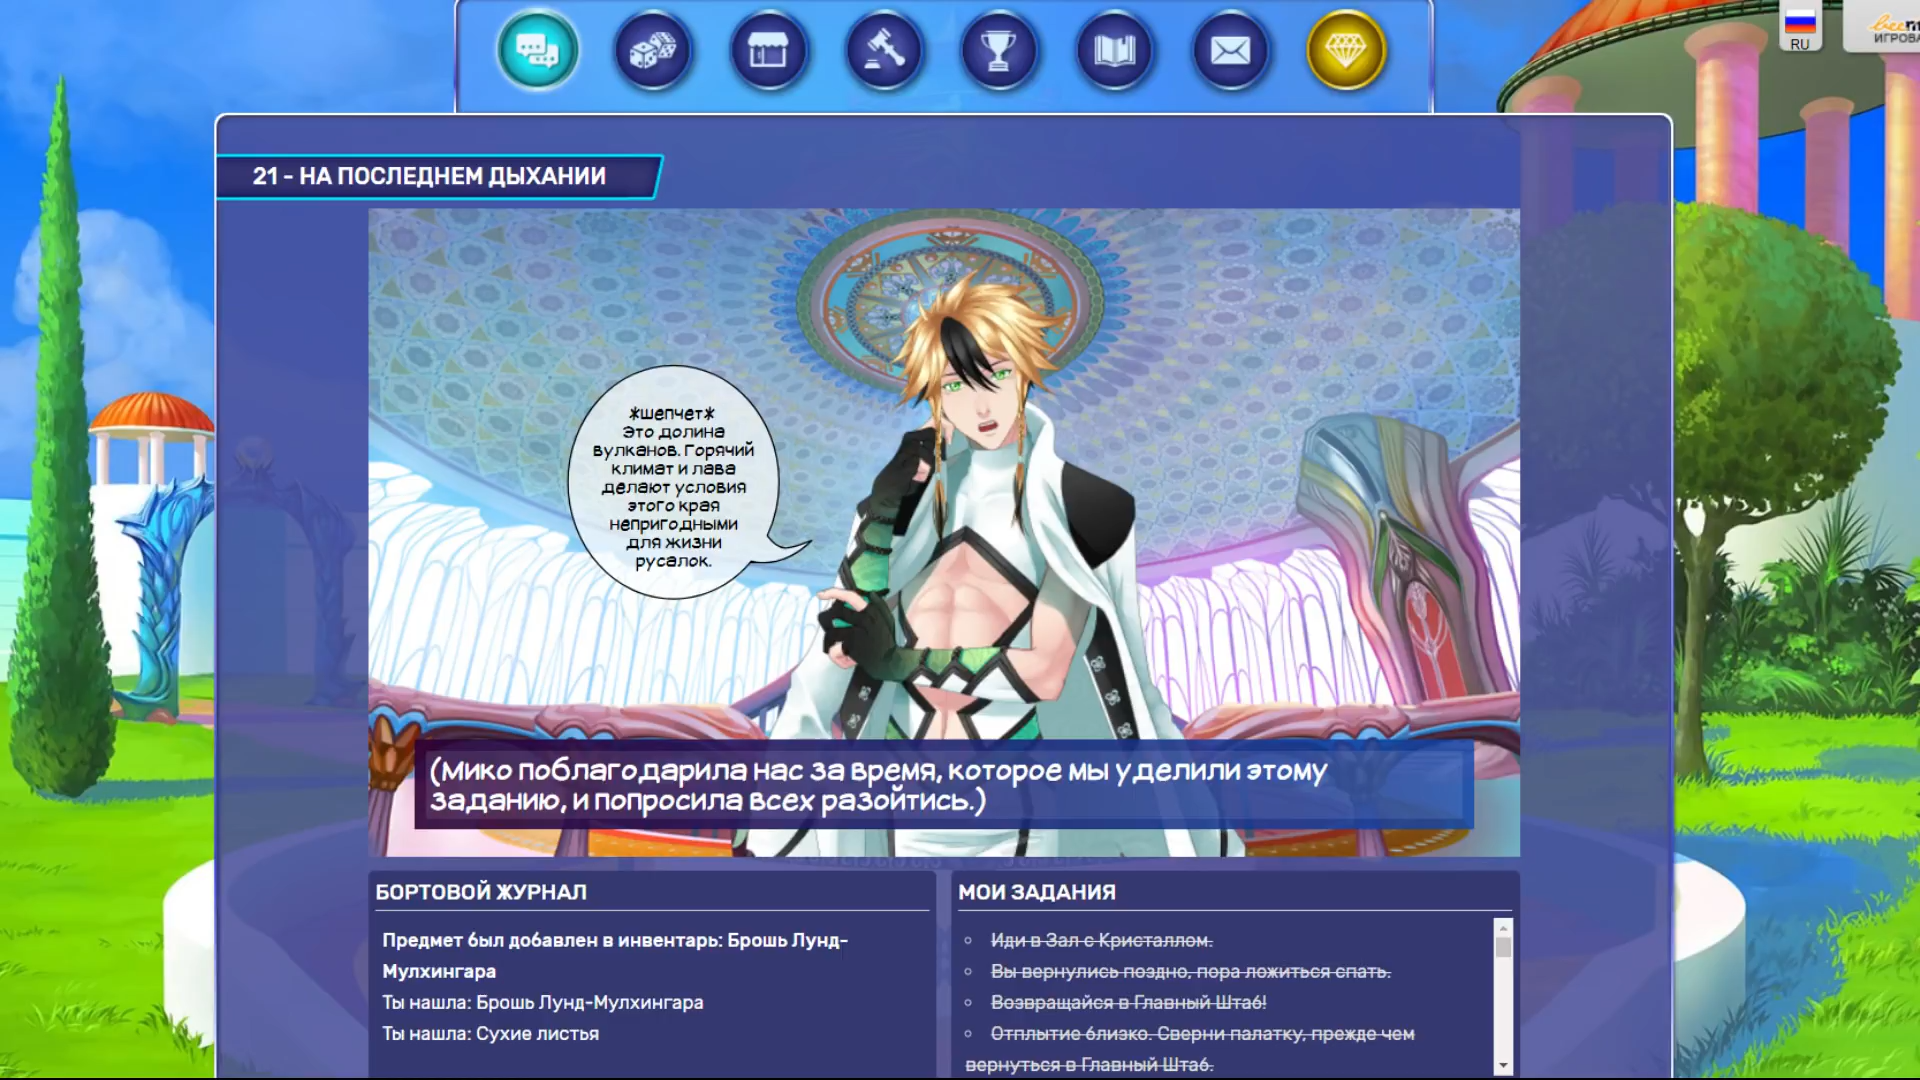 RU
ИГРОВА
21 - НА ПОСЛЕДНЕМ ДЫХАНИИ
*шепчет*
Это долина
вулканов. Горячий
климат и лава
делают условия
этого края
непригодными
для жизни
русалок.
(Мико поблагодарила нас за время, которое мы уделили этому
заданию, и попросила всех разойтись.)
БОРТОВОЙ ЖУРНАЛ
Предмет был добавлен в инвентарь: Брошь Лунд-
Мулхингара
Ты нашла: Брошь Лунд-Мулхингара
Ты нашла: Сухие листья
МОИ ЗАДАНИЯ
Иди в Зал с Кристаллом.
Вы вернулись поздно, пора ложиться спать.
Возвращайся в Главный Штаб!
Отплытие близко. Сверни палатку, прежде чем
вернуться в Главный Штаб.